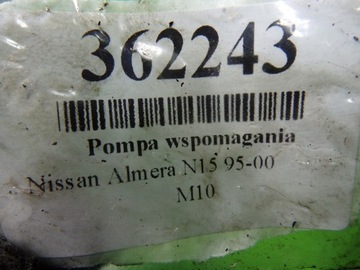 362243
Pompa wspomagania
Nissan Almera N15 95-00
M10